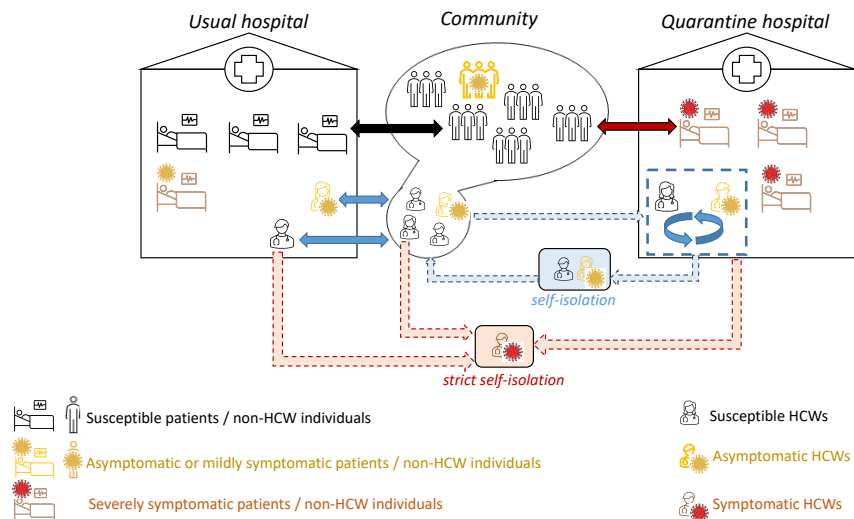 Usual hospital
Community
Quarantine hospital
self-isolation
strict self-isolation
Susceptible patients / non-HCW individuals
Susceptible HCWs
Asymptomatic or mildly symptomatic patients / non-HCW individuals
Asymptomatic HCWs
Severely symptomatic patients / non-HCW individuals
Symptomatic HCWs